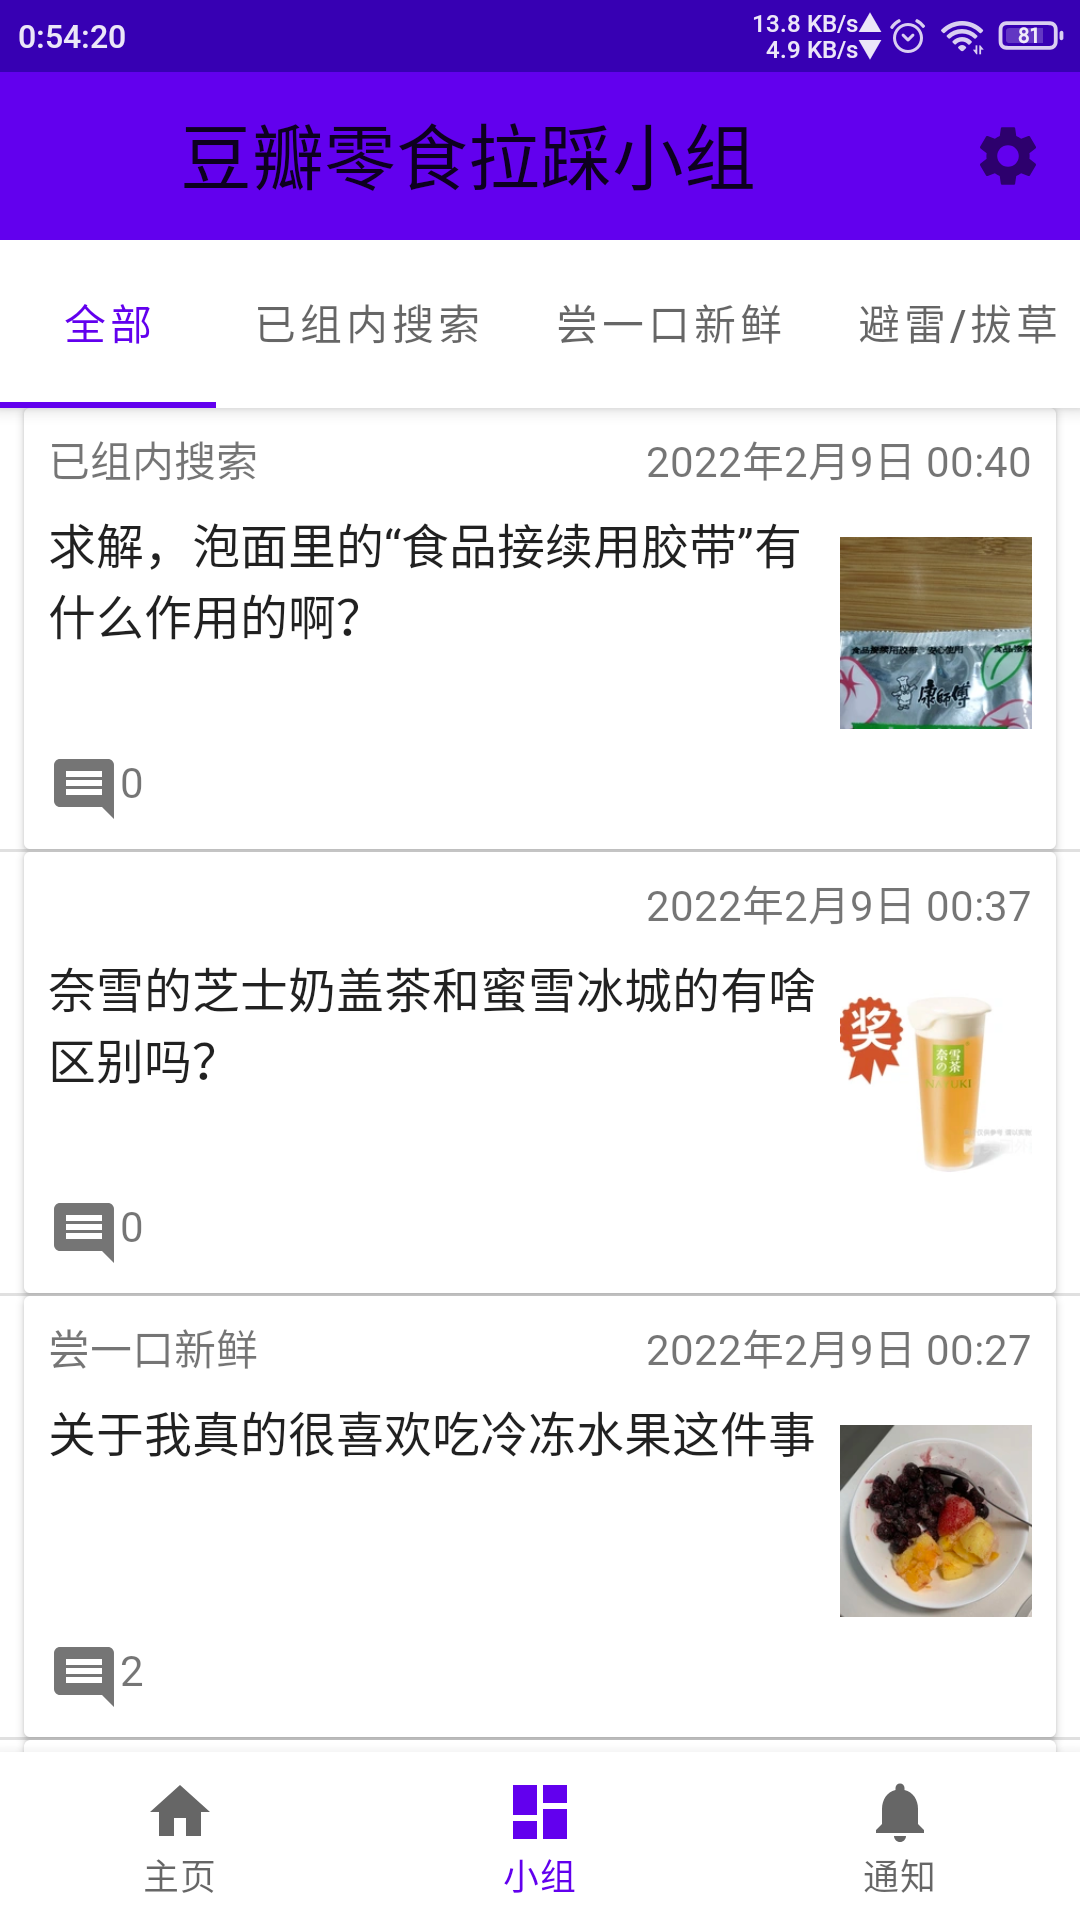 0:54:20
13.8 KB/s
4.9 KB/s
81
豆瓣零食拉踩小组
全部 已组内搜索 尝一口新鲜 避雷/拔草
已组内搜索 2022年2月9日 00:40
求解，泡面里的“食品接续用胶带”有
什么作用的啊?
康师傅
0
2022年2月9日 00:37
奈雪的芝士奶盖茶和蜜雪冰城的有啥
区别吗?
奖
奈雪
の茶
NAYUKI
0
尝一口新鲜 2022年2月9日 00:27
关于我真的很喜欢吃冷冻水果这件事
2
主页 小组 通知